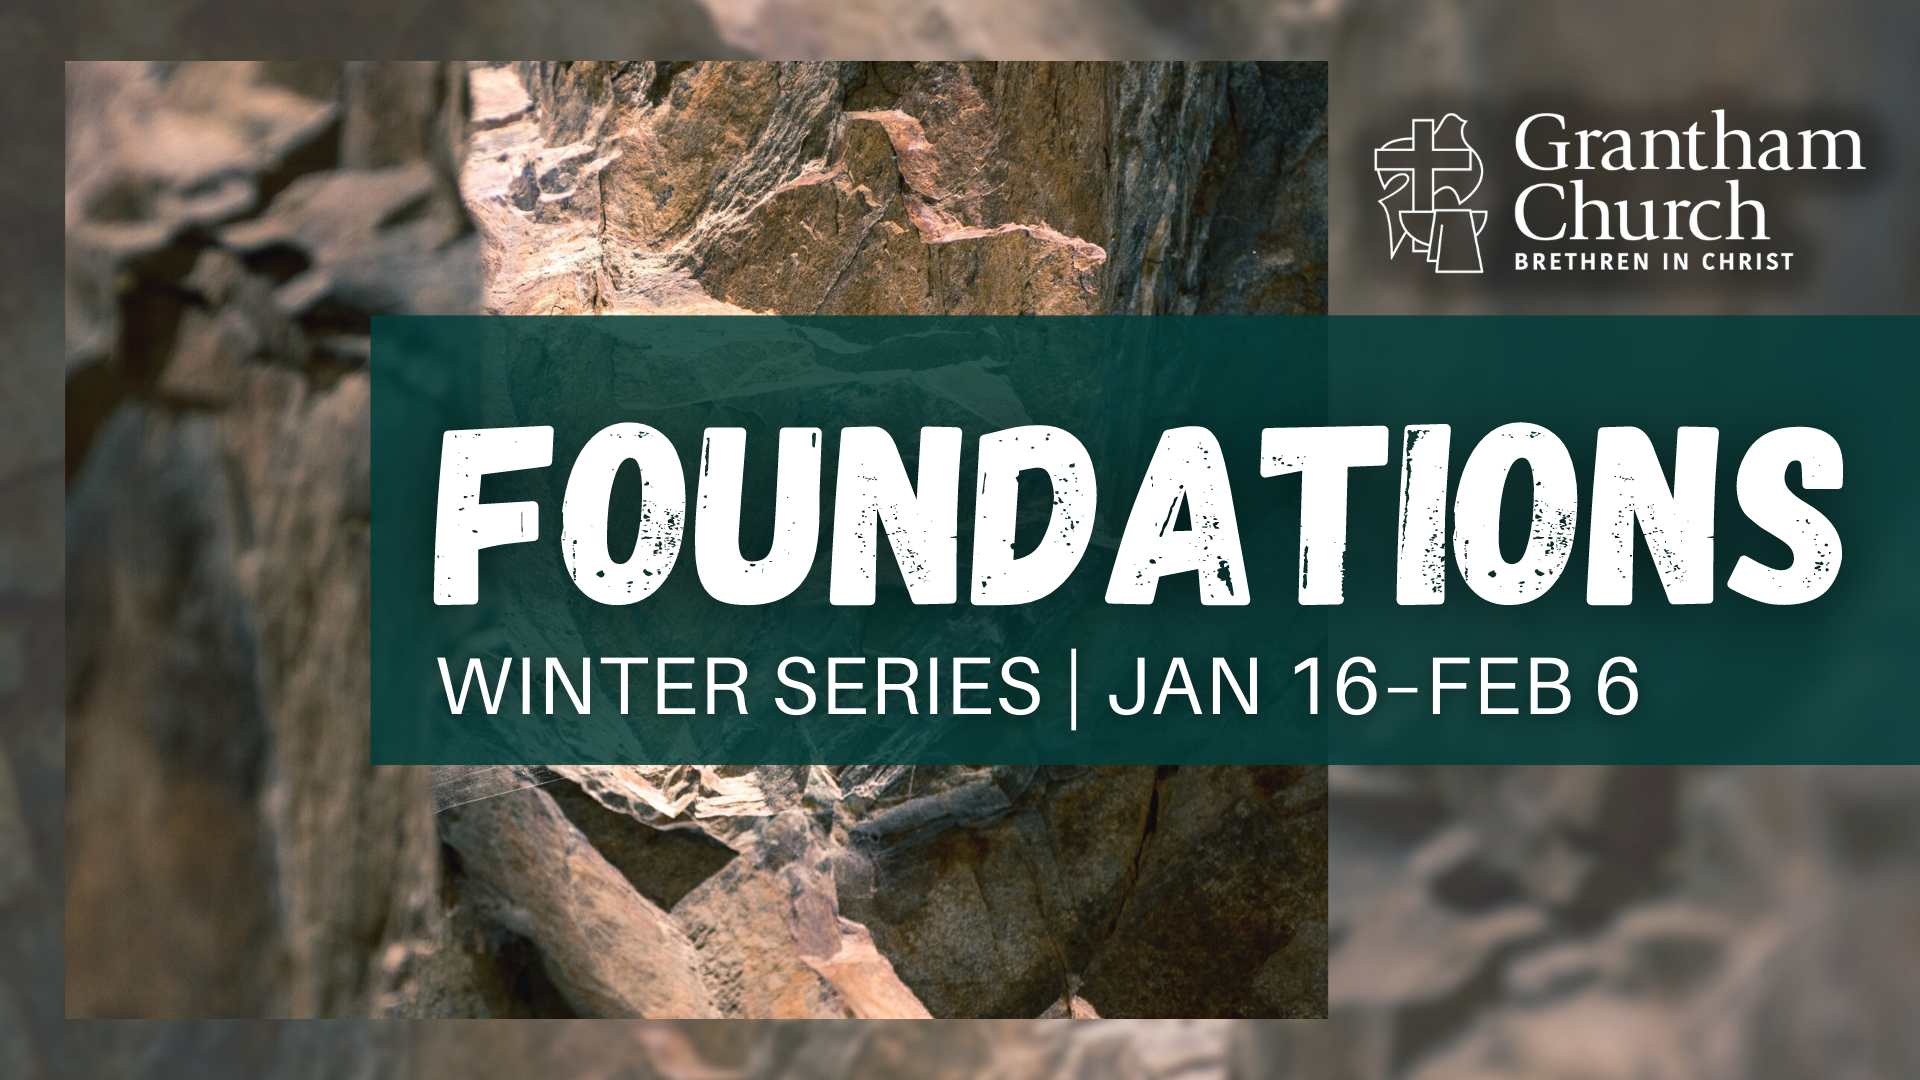 Grantham
Church
BRETHREN IN CHRIST
FOUNDATIONS
WINTER SERIES | JAN 16–FEB 6